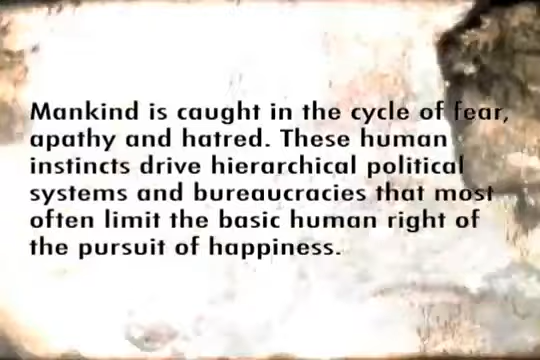 Mankind is caught in the cycle of fear,
apathy and hatred. These human
instincts drive hierarchical political
systems and bureaucracies that most
often limit the basic human right of
the pursuit of happiness.